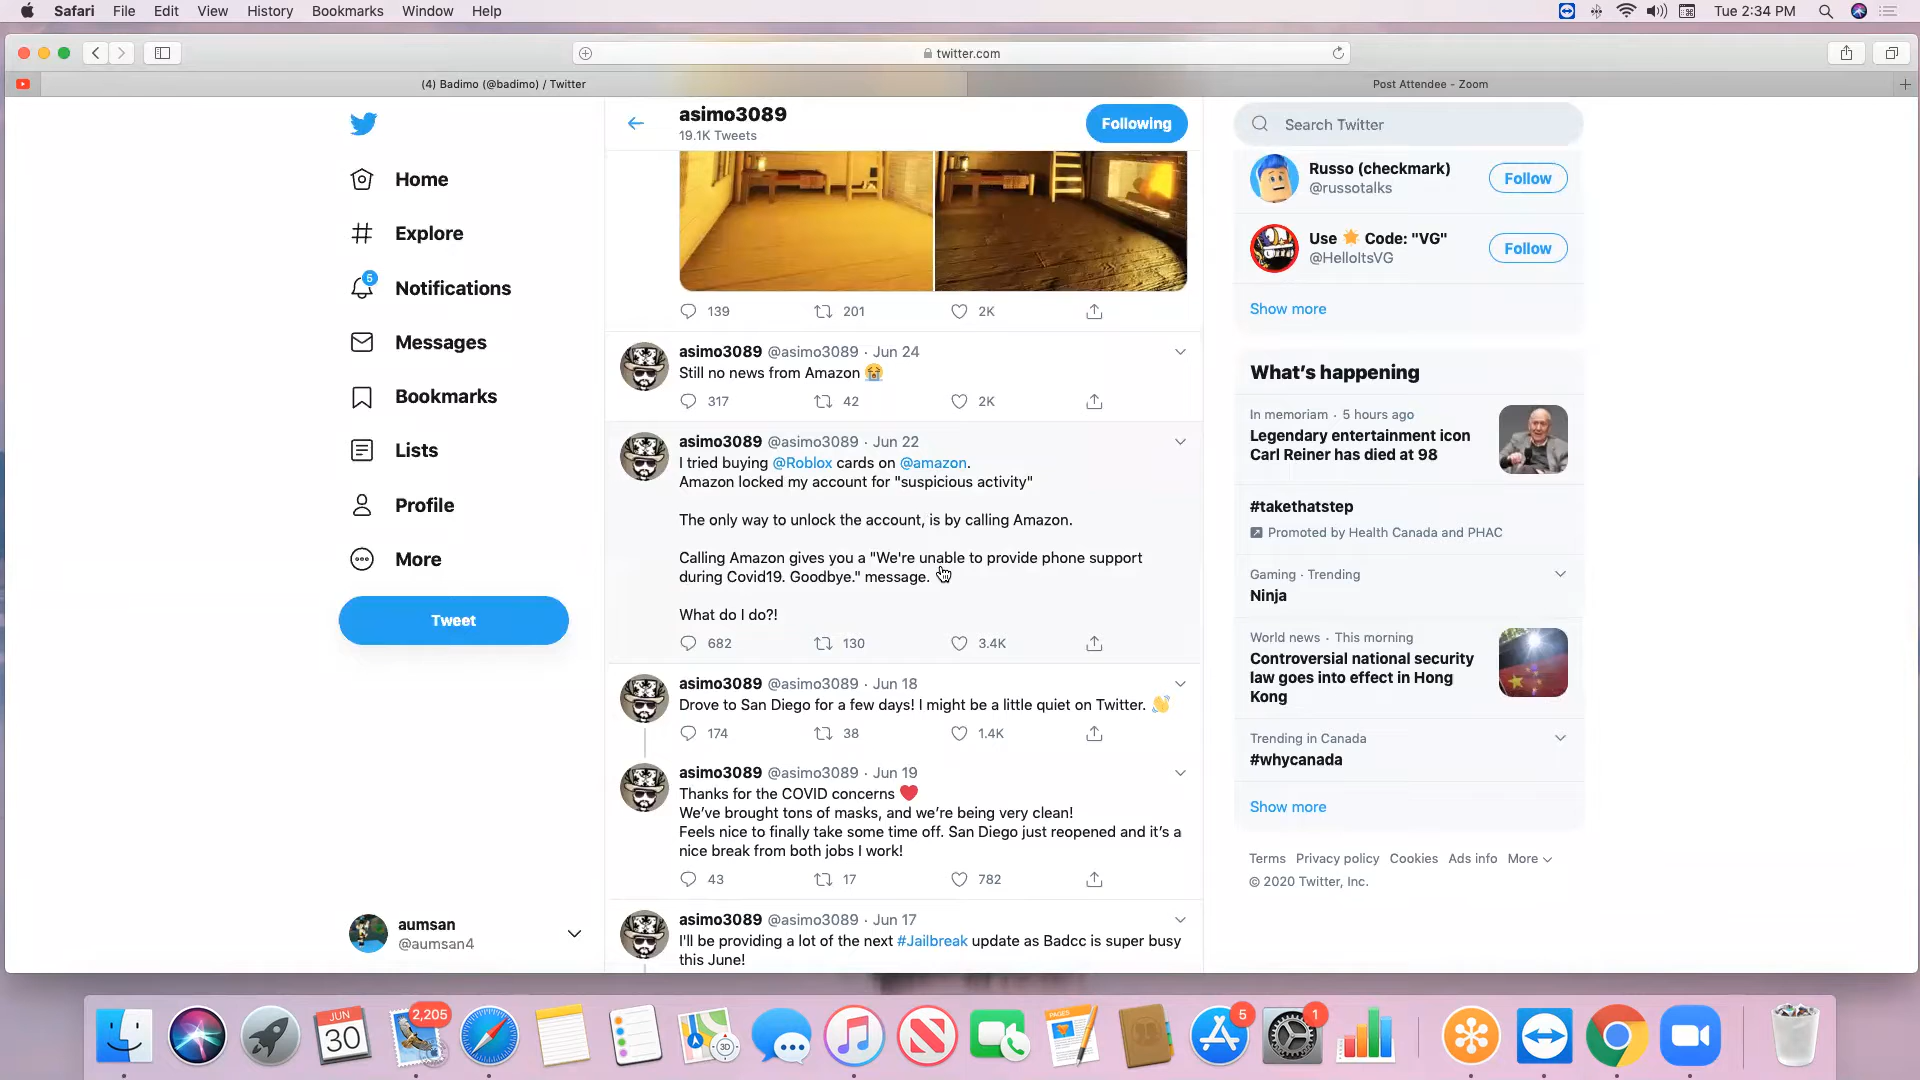 Safari File Edit View History Bookmarks Window Help
Tue 2:34 PM
twitter.com
(4) Badimo (@badimo) / Twitter
Post Attendee - Zoom
Home
Explore
5
Notifications
Messages
Bookmarks
Lists
Profile
More
Tweet
aumsan
@aumsan4
asimo3089
19.1K Tweets
Following
139 201 2K
asimo3089 @asimo3089 · Jun 24
Still no news from Amazon 😭
317 42 2K
asimo3089 @asimo3089 · Jun 22
I tried buying @Roblox cards on @amazon.
Amazon locked my account for "suspicious activity"
The only way to unlock the account, is by calling Amazon.
Calling Amazon gives you a "We're unable to provide phone support
during Covid19. Goodbye." message.
What do I do?!
682 130 3.4K
asimo3089 @asimo3089 · Jun 18
Drove to San Diego for a few days! I might be a little quiet on Twitter. 👋
174 38 1.4K
asimo3089 @asimo3089 · Jun 19
Thanks for the COVID concerns ❤️
We've brought tons of masks, and we're being very clean!
Feels nice to finally take some time off. San Diego just reopened and it's a
nice break from both jobs I work!
43 17 782
asimo3089 @asimo3089 · Jun 17
I'll be providing a lot of the next #Jailbreak update as Badcc is super busy
this June!
Search Twitter
Russo (checkmark)
@russotalks
Follow
Use 🌟 Code: "VG"
@HelloItsVG
Follow
Show more
What's happening
In memoriam · 5 hours ago
Legendary entertainment icon
Carl Reiner has died at 98
#takethatstep
Promoted by Health Canada and PHAC
Gaming · Trending
Ninja
World news · This morning
Controversial national security
law goes into effect in Hong
Kong
Trending in Canada
#whycanada
Show more
Terms Privacy policy Cookies Ads info More
© 2020 Twitter, Inc.
JUN
30
2,205
3D
5
1